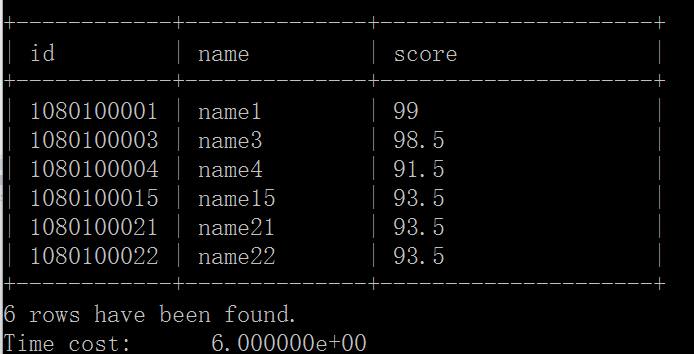 +------------+-------------+-------------------+
| id | name | score |
+------------+-------------+-------------------+
| 1080100001 | name1 | 99 |
| 1080100003 | name3 | 98.5 |
| 1080100004 | name4 | 91.5 |
| 1080100015 | name15 | 93.5 |
| 1080100021 | name21 | 93.5 |
| 1080100022 | name22 | 93.5 |
+------------+-------------+-------------------+
6 rows have been found.
Time cost: 6.000000e+00